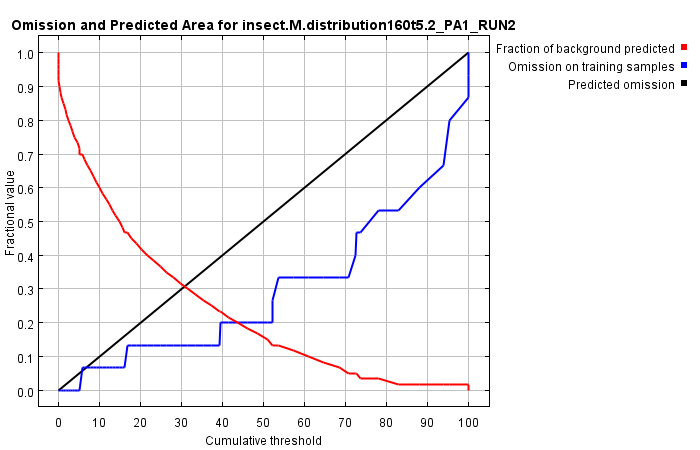 Omission and Predicted Area for insect.M.distribution160t5.2_PA1_RUN2
Fraction of background predicted
Omission on training samples
Predicted omission
Fractional value
1.0
0.9
0.8
0.7
0.6
0.5
0.4
0.3
0.2
0.1
0.0
0 10 20 30 40 50 60 70 80 90 100
Cumulative threshold